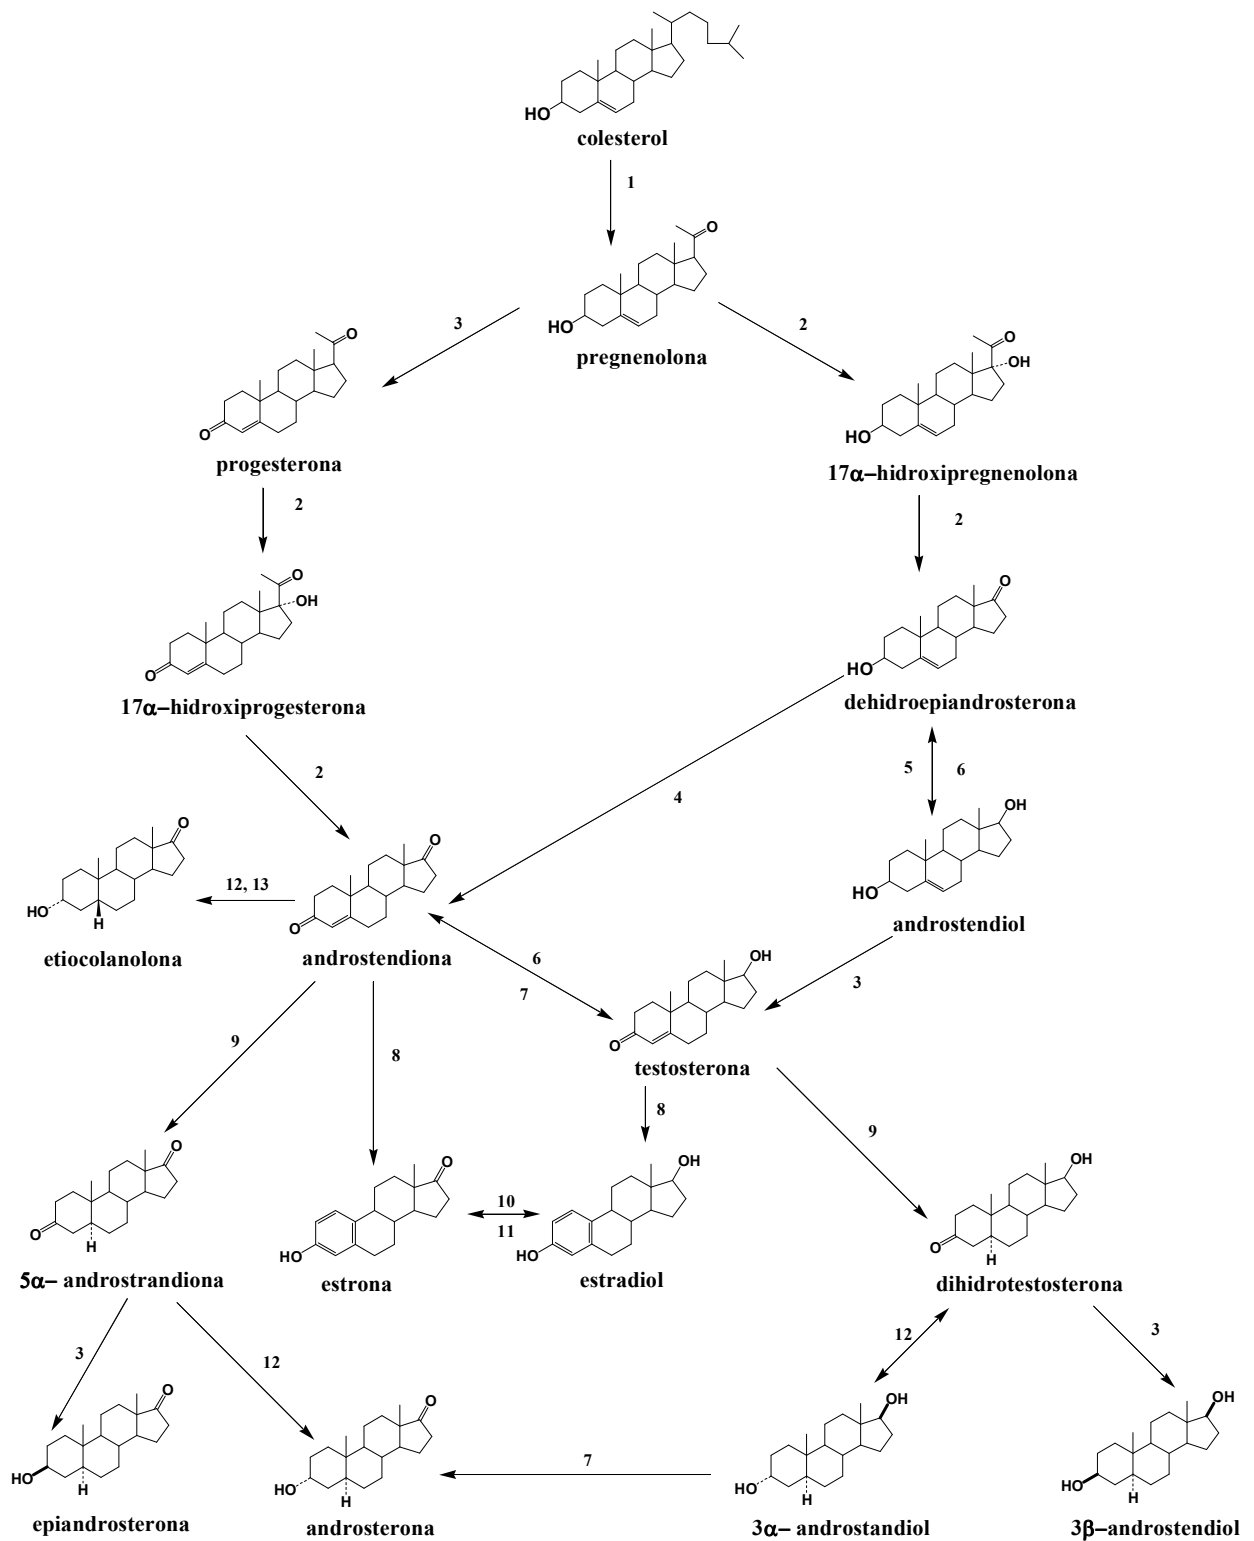 HO
colesterol
1
O
HO
pregnenolona
3
2
O
O
progesterona
O
OH
HO
17α–hidroxipregnenolona
2
2
O
OH
O
17α–hidroxiprogesterona
O
HO
dehidroepiandrosterona
2
4
5
6
O
HO
H
etiocolanolona
12, 13
O
O
androstendiona
OH
HO
androstendiol
6
7
3
OH
O
testosterona
9
8
8
9
O
O
H
5α– androstrandiona
O
HO
estrona
10
11
OH
HO
estradiol
OH
O
H
dihidrotestosterona
3
12
12
3
O
HO
H
epiandrosterona
O
HO
H
androsterona
7
OH
HO
H
3α– androstandiol
OH
HO
H
3β–androstendiol